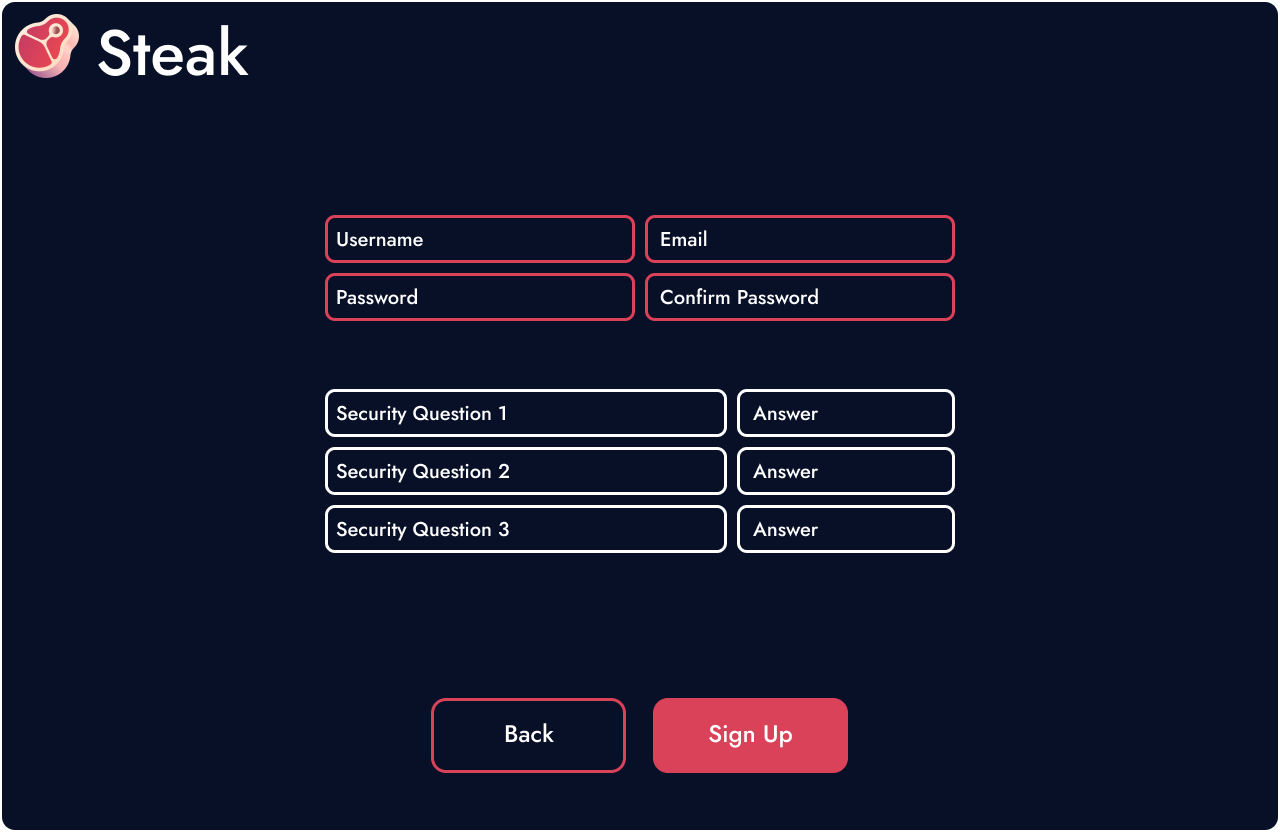 Steak
Username Email
Password Confirm Password
Security Question 1 Answer
Security Question 2 Answer
Security Question 3 Answer
Back Sign Up